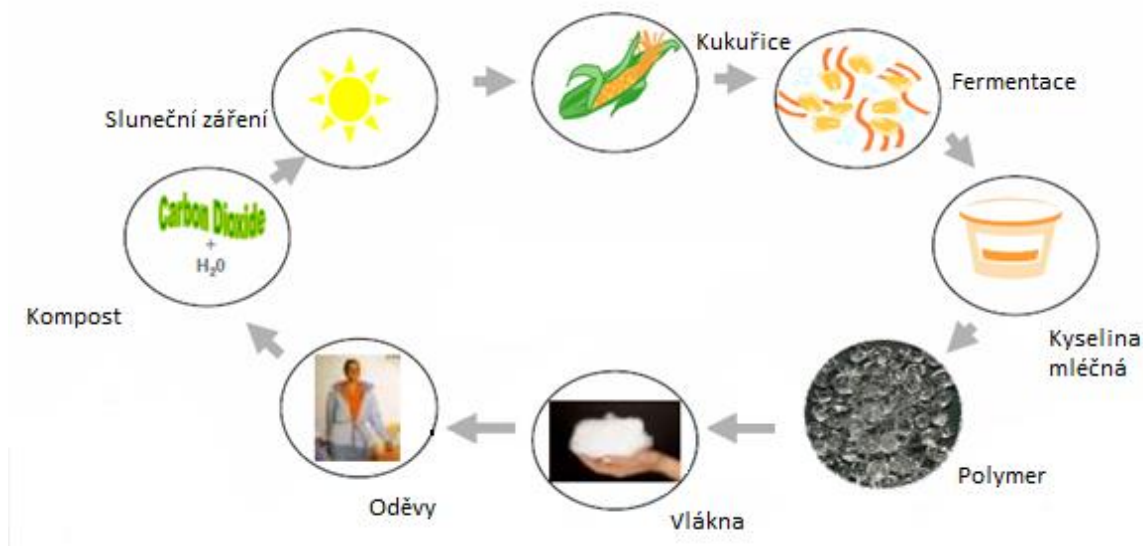 Kukuřice
Fermentace
Sluneční záření
Carbon Dioxide
+
H₂0
Kompost
Kyselina
mléčná
Polymer
Oděvy
Vlákna